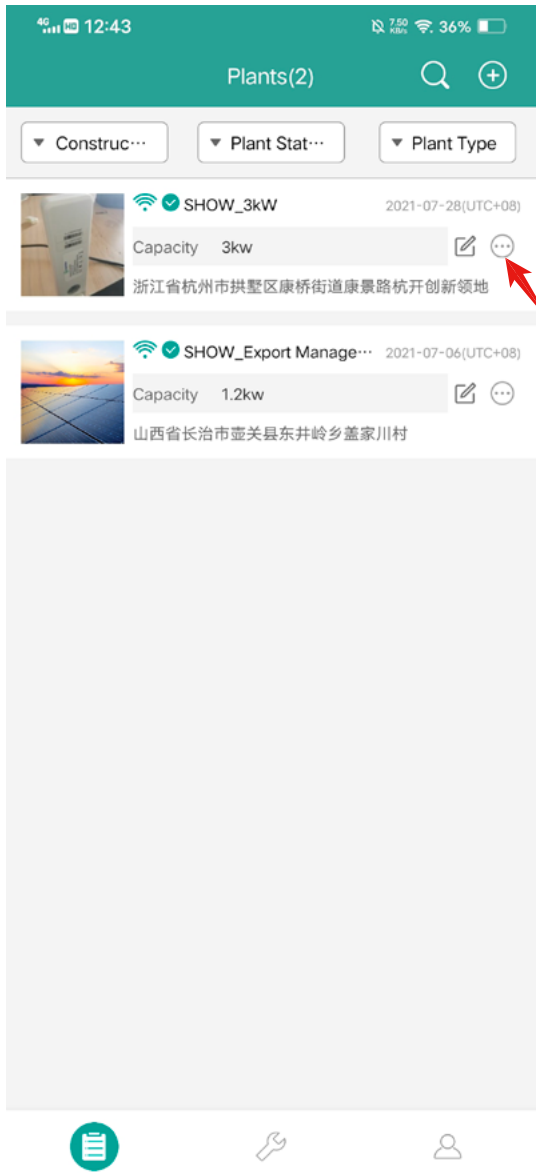 4G HD 12:43 7.50 KB/s 36%
Plants(2)
Construc··· Plant Stat··· Plant Type
SHOW_3kW 2021-07-28(UTC+08)
Capacity 3kw
浙江省杭州市拱墅区康桥街道康景路杭开创新领地
SHOW_Export Manage··· 2021-07-06(UTC+08)
Capacity 1.2kw
山西省长治市壶关县东井岭乡盖家川村